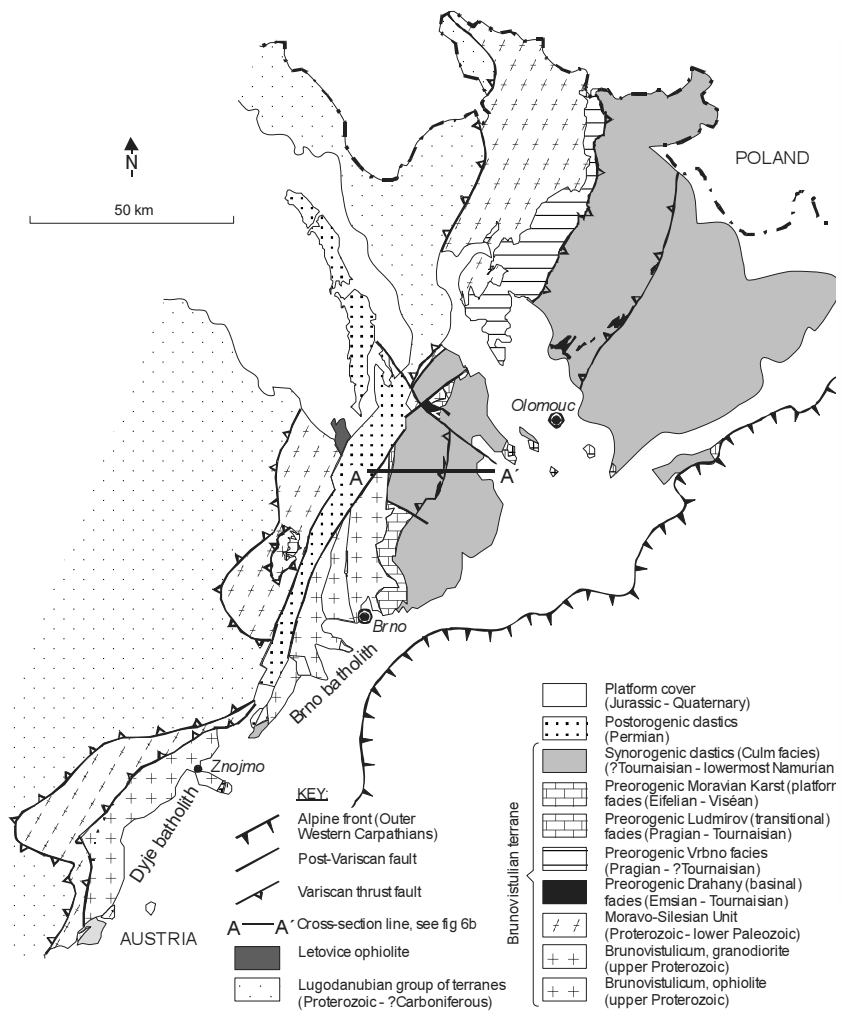 POLAND
N
50 km
Olomouc
A
A´
Brno
Brno batholith
Znojmo
Dyje batholith
AUSTRIA
KEY:
Alpine front (Outer
Western Carpathians)
Post-Variscan fault
Variscan thrust fault
A A´ Cross-section line, see fig 6b
Letovice ophiolite
Lugodanubian group of terranes
(Proterozoic - ?Carboniferous)
Platform cover
(Jurassic - Quaternary)
Postorogenic clastics
(Permian)
Brunovistulian terrane
Synorogenic clastics (Culm facies)
(?Tournaisian - lowermost Namurian
Preorogenic Moravian Karst (platform
facies (Eifelian - Viséan)
Preorogenic Ludmírov (transitional)
facies (Pragian - Tournaisian)
Preorogenic Vrbno facies
(Pragian - ?Tournaisian)
Preorogenic Drahany (basinal)
facies (Emsian - Tournaisian)
Moravo-Silesian Unit
(Proterozoic - lower Paleozoic)
Brunovistulicum, granodiorite
(upper Proterozoic)
Brunovistulicum, ophiolite
(upper Proterozoic)